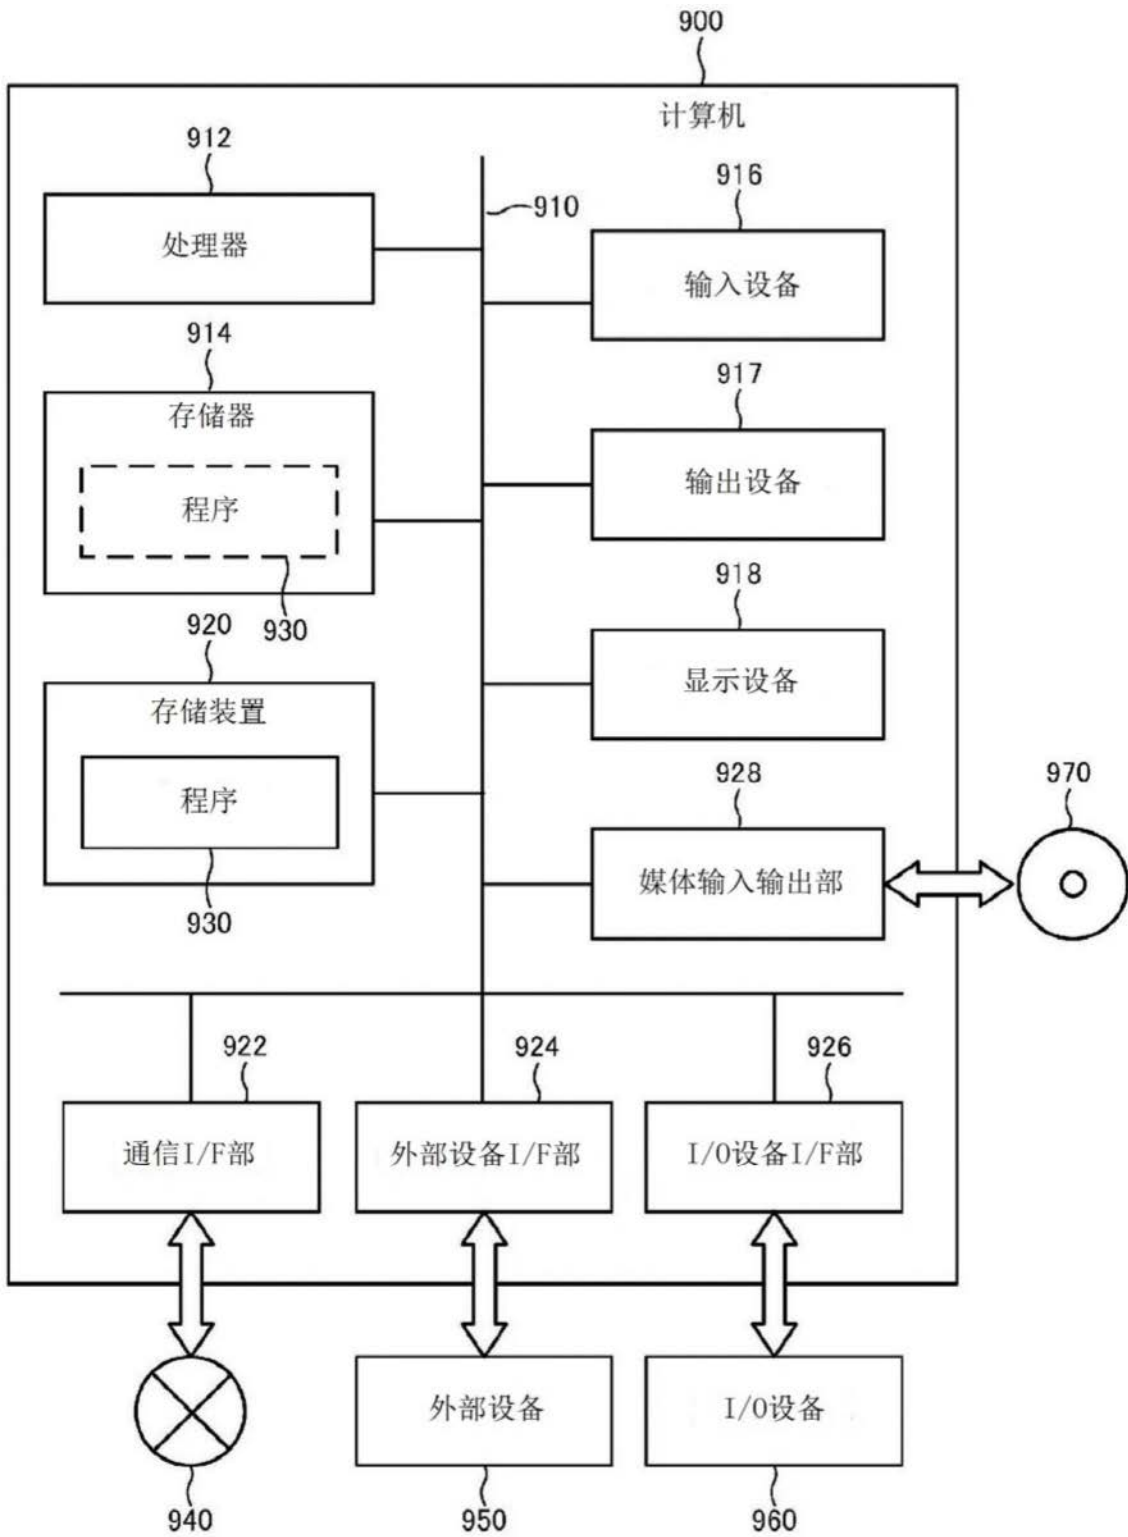 900
计算机
912
916
910
处理器
输入设备
914
917
存储器
输出设备
程序
918
920
930
显示设备
存储装置
928
970
程序
媒体输入输出部
930
922
924
926
通信I/F部
外部设备I/F部
I/O设备I/F部
外部设备
I/O设备
940
950
960